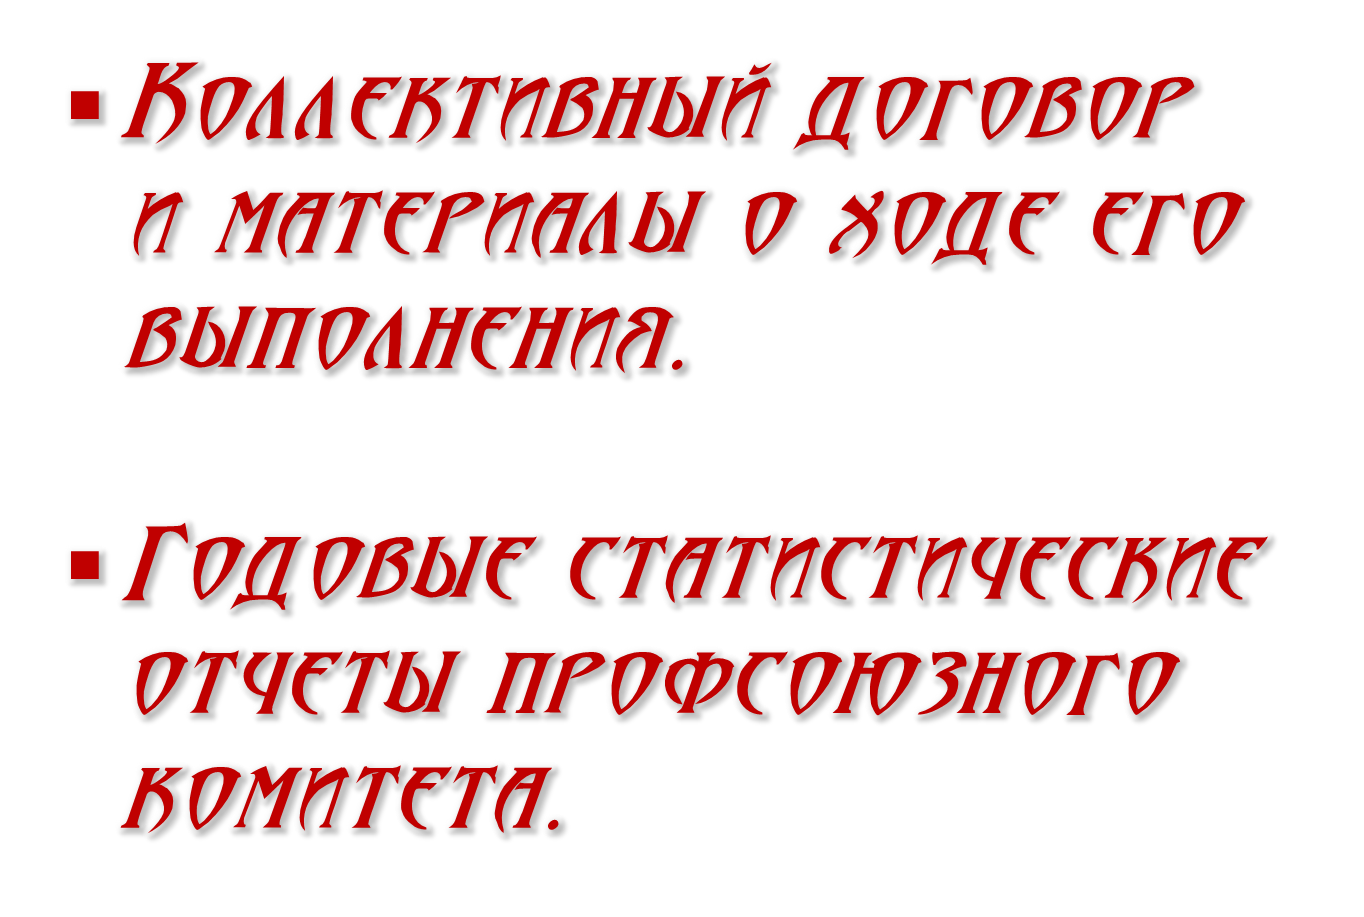 ▪ Коллективный договор
и материалы о ходе его
выполнения.
▪ Годовые статистические
отчеты профсоюзного
комитета.